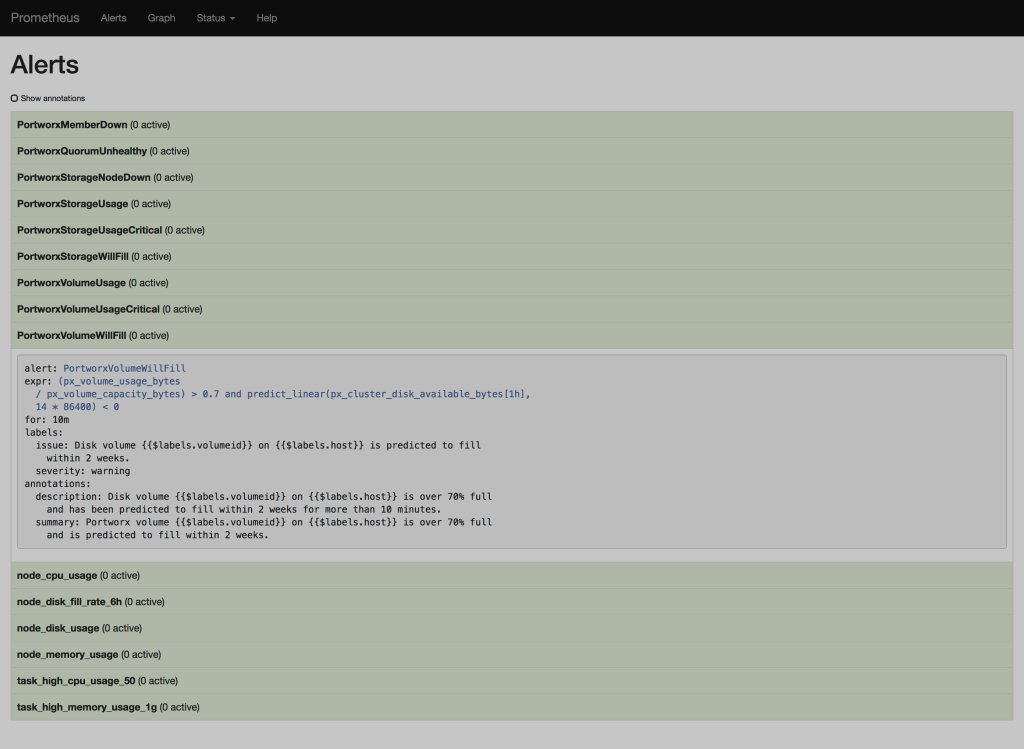 Prometheus Alerts Graph Status Help
Alerts
Show annotations
PortworxMemberDown (0 active)
PortworxQuorumUnhealthy (0 active)
PortworxStorageNodeDown (0 active)
PortworxStorageUsage (0 active)
PortworxStorageUsageCritical (0 active)
PortworxStorageWillFill (0 active)
PortworxVolumeUsage (0 active)
PortworxVolumeUsageCritical (0 active)
PortworxVolumeWillFill (0 active)
alert: PortworxVolumeWillFill
expr: (px_volume_usage_bytes
/ px_volume_capacity_bytes) > 0.7 and predict_linear(px_cluster_disk_available_bytes[1h],
14 * 86400) < 0
for: 10m
labels:
issue: Disk volume {{$labels.volumeid}} on {{$labels.host}} is predicted to fill
within 2 weeks.
severity: warning
annotations:
description: Disk volume {{$labels.volumeid}} on {{$labels.host}} is over 70% full
and has been predicted to fill within 2 weeks for more than 10 minutes.
summary: Portworx volume {{$labels.volumeid}} on {{$labels.host}} is over 70% full
and is predicted to fill within 2 weeks.
node_cpu_usage (0 active)
node_disk_fill_rate_6h (0 active)
node_disk_usage (0 active)
node_memory_usage (0 active)
task_high_cpu_usage_50 (0 active)
task_high_memory_usage_1g (0 active)